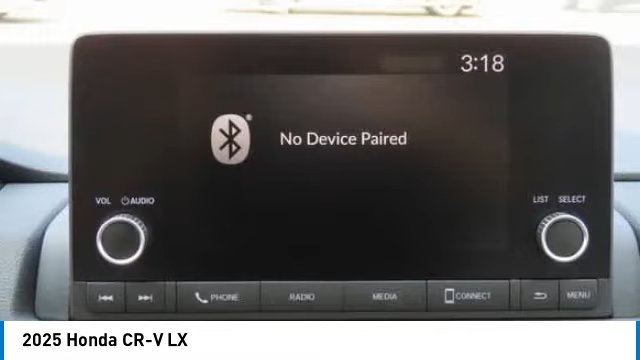 3:18
No Device Paired
VOL AUDIO
LIST SELECT
PHONE RADIO MEDIA CONNECT MENU
2025 Honda CR-V LX